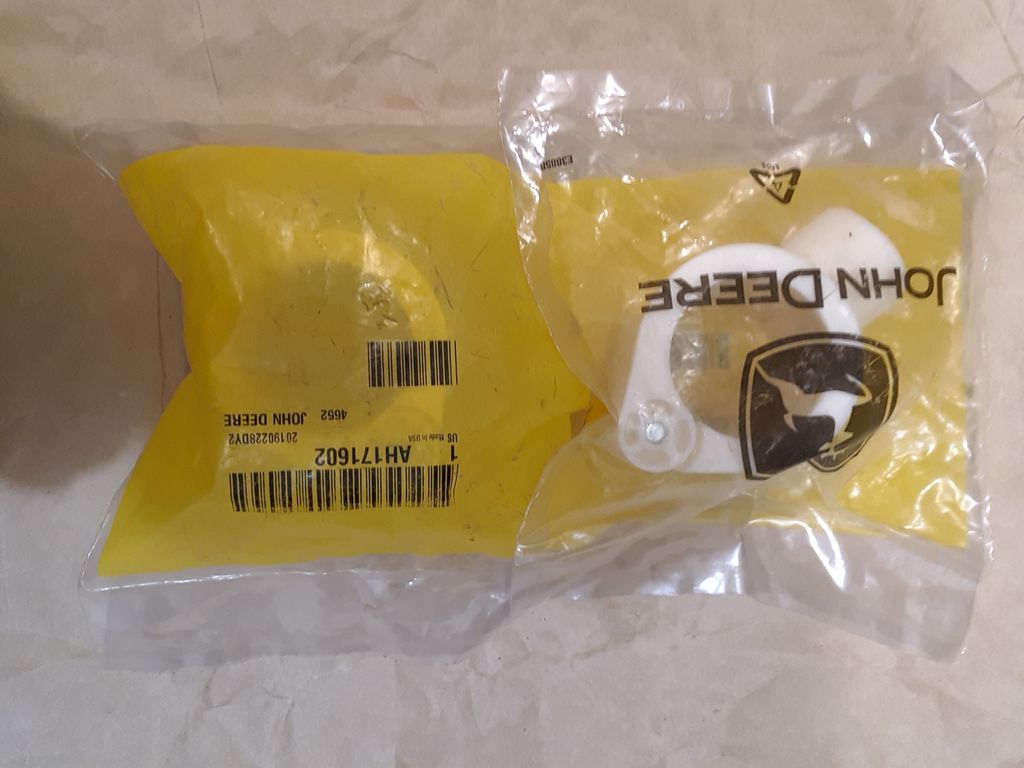 1 AH171602
US Made in USA
20190228DY2
4652 JOHN DEERE
JOHN DEERE